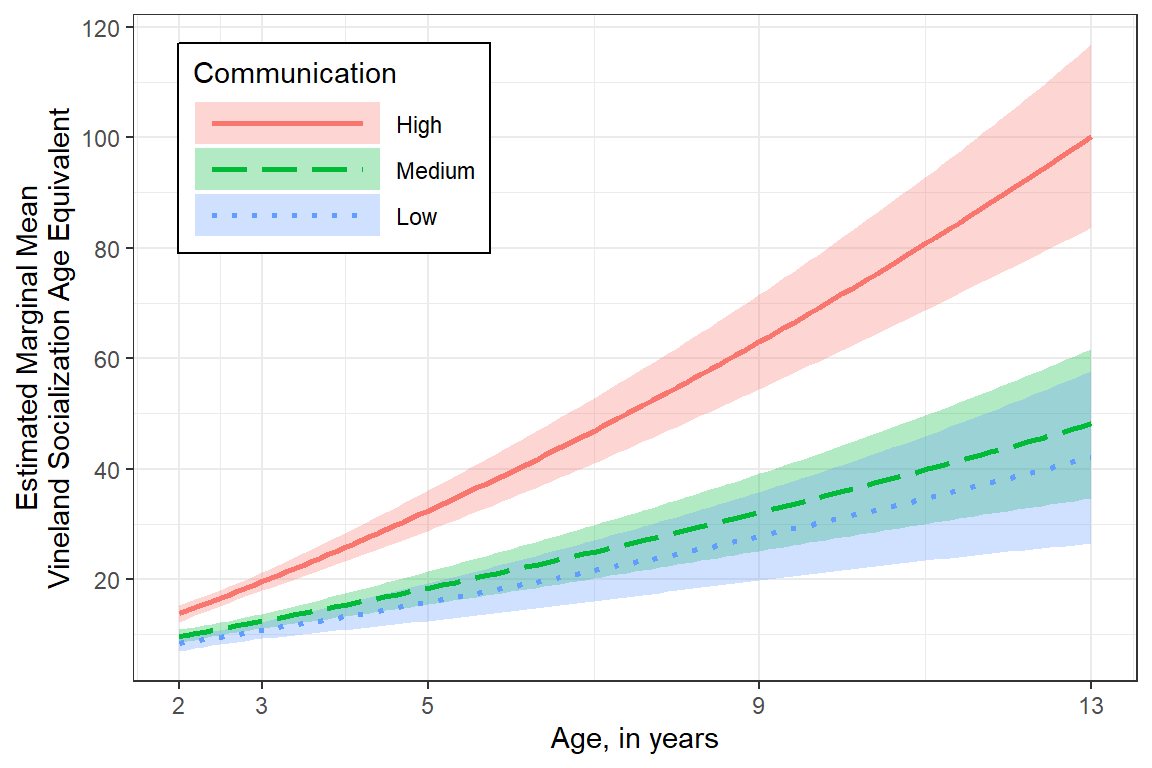 Estimated Marginal Mean
Vineland Socialization Age Equivalent
120
100
80
60
40
20
Communication
High
Medium
Low
2 3 5 9 13
Age, in years